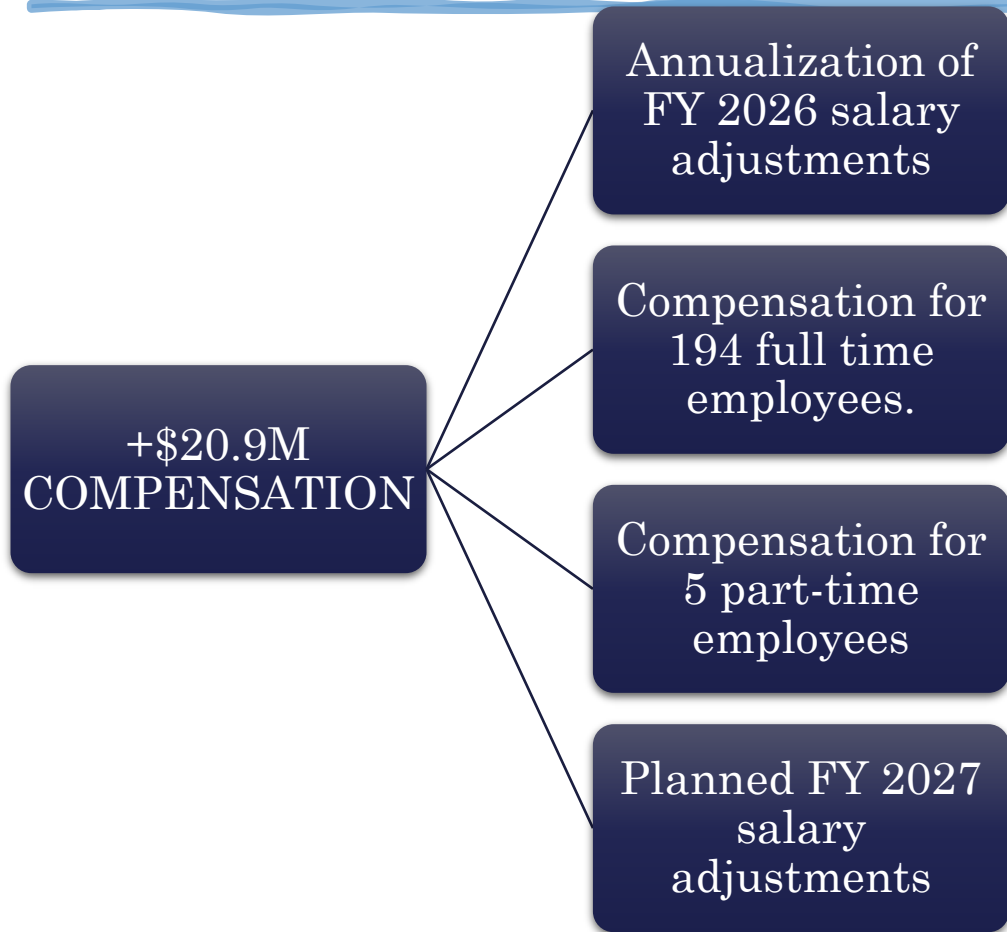 +$20.9M
COMPENSATION
Annualization of
FY 2026 salary
adjustments
Compensation for
194 full time
employees.
Compensation for
5 part-time
employees
Planned FY 2027
salary
adjustments